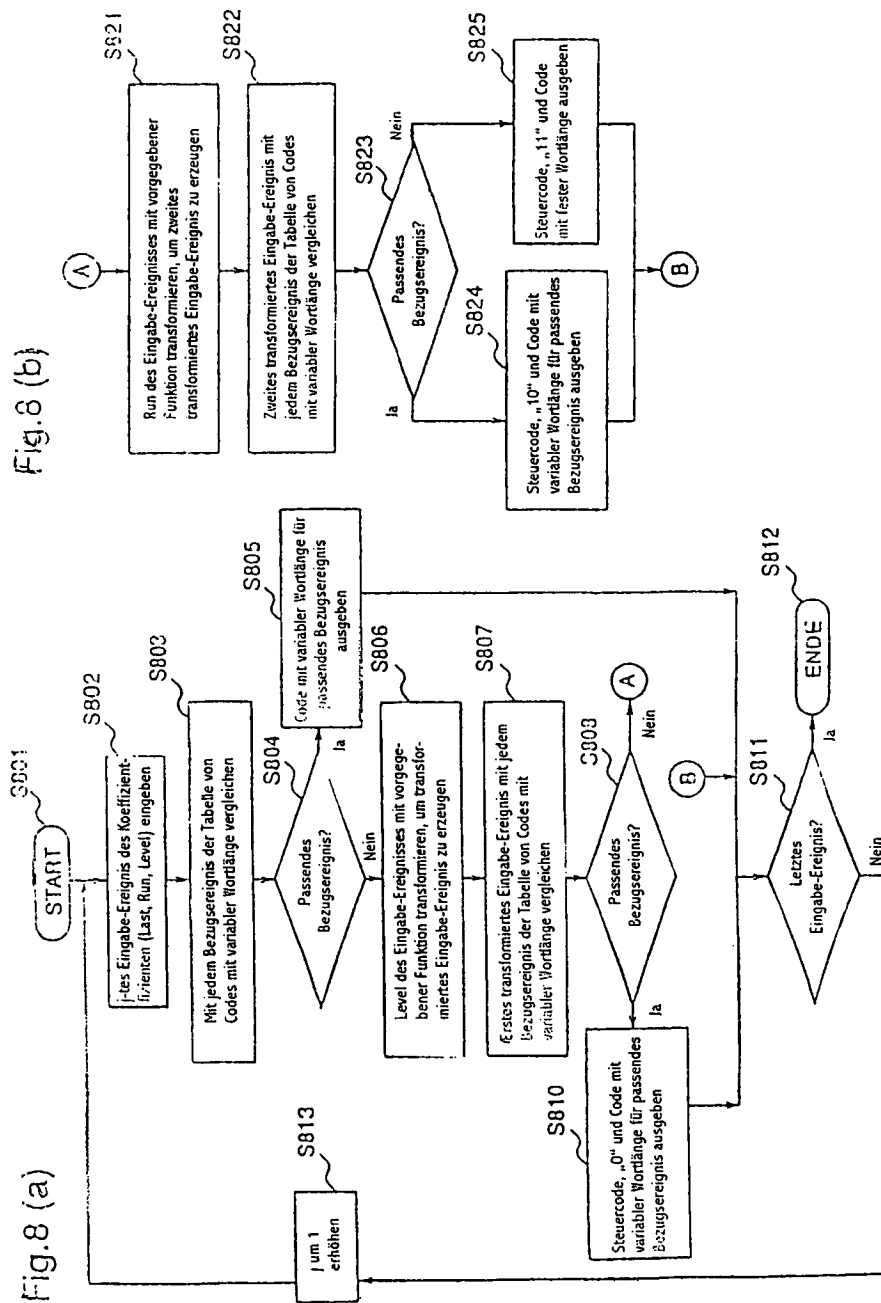 Fig.8 (a)
START
S801
j-tes Eingabe-Ereignis des Koeffizient-
fizienten (Last, Run, Level) eingeben
S802
Mit jedem Bezugsereignis der Tabelle von
Codes mit variabler Wortlänge vergleichen
S803
Passendes
Bezugsereignis?
S804
Ja
Nein
Code mit variabler Wortlänge für
passendes Bezugsereignis
ausgeben
S805
Level des Eingabe-Ereignisses mit vorgege-
bener Funktion transformieren, um transfor-
miertes Eingabe-Ereignis zu erzeugen
S806
Ærstes transformiertes Eingabe-Ereignis mit jedem
Bezugsereignis der Tabelle von Codes mit
variabler Wortlänge vergleichen
S807
Passendes
Bezugsereignis?
S808
Ja
Nein
A
Steuercode, „0“ und Code mit
variabler Wortlänge für passendes
Bezugsereignis ausgeben
S810
B
Letztes
Eingabe-Ereignis?
S811
Ja
Nein
ENDE
S812
j um 1
erhöhen
S813
Fig.8 (b)
A
Run des Eingabe-Ereignisses mit vorgegebener
Funktion transformieren, um zweites
transformiertes Eingabe-Ereignis zu erzeugen
S821
Zweites transformiertes Eingabe-Ereignis mit
jedem Bezugsereignis der Tabelle von Codes
mit variabler Wortlänge vergleichen
S822
Passendes
Bezugsereignis?
S823
Ja
Nein
Steuercode, „10“ und Code mit
variabler Wortlänge für passendes
Bezugsereignis ausgeben
S824
Steuercode, „11“ und Code
mit fester Wortlänge ausgeben
S825
B